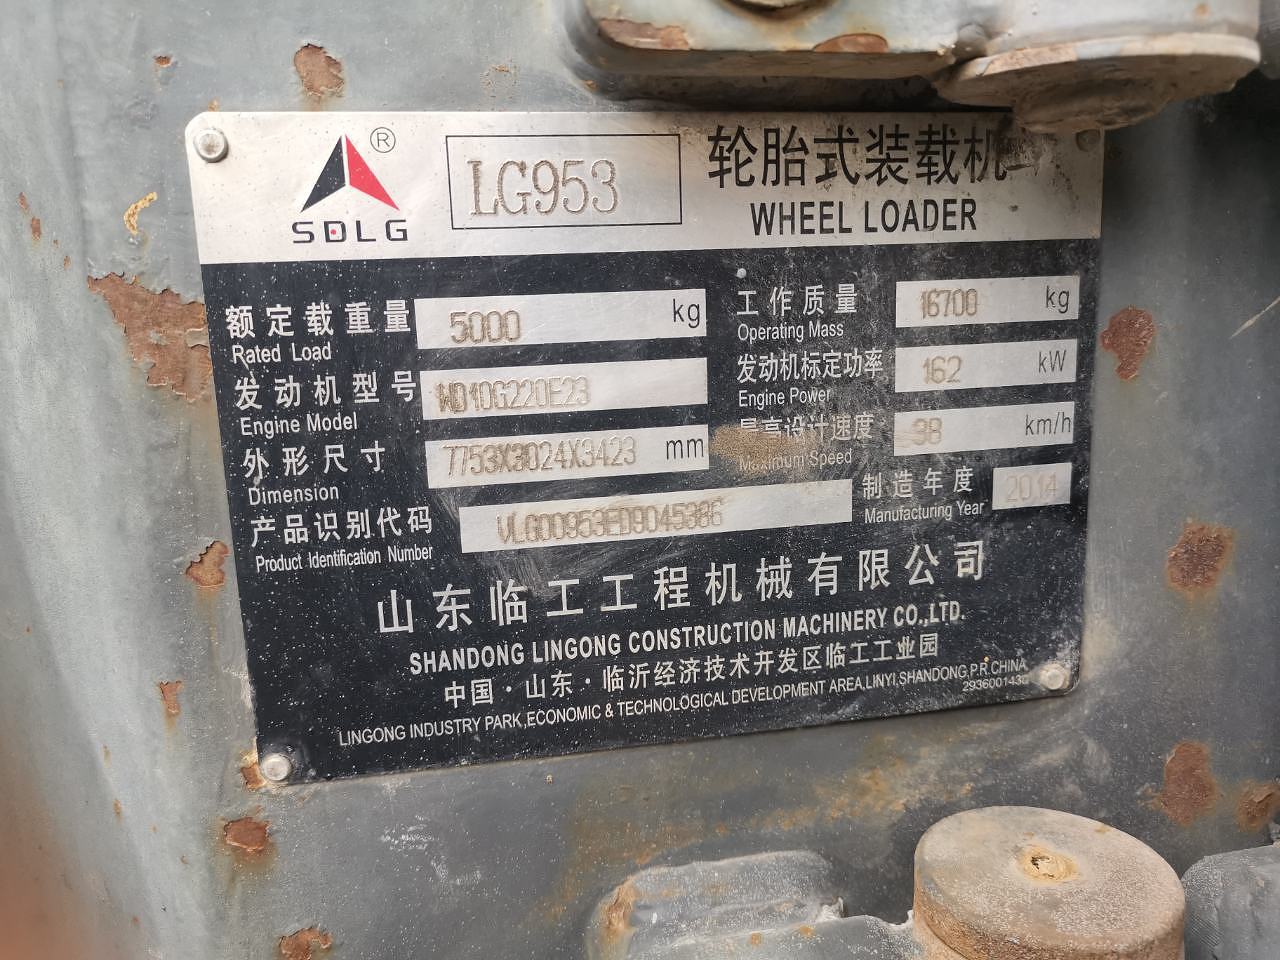 SDLG ®
LG953
轮胎式装载机
WHEEL LOADER
额定载重量 5000 kg
Rated Load
工作质量 16700 kg
Operating Mass
发动机型号 WD10G220E23
Engine Model
发动机标定功率 162 kW
Engine Power
外形尺寸 7753X3024X3423 mm
Dimension
最高设计速度 38 km/h
Maximum Speed
产品识别代码 VLG00953ED9045386
Product Identification Number
制造年度 2014
Manufacturing Year
山东临工工程机械有限公司
SHANDONG LINGONG CONSTRUCTION MACHINERY CO.,LTD.
中国·山东·临沂经济技术开发区临工工业园
LINGONG INDUSTRY PARK,ECONOMIC & TECHNOLOGICAL DEVELOPMENT AREA,LINYI,SHANDONG,P.R.CHINA